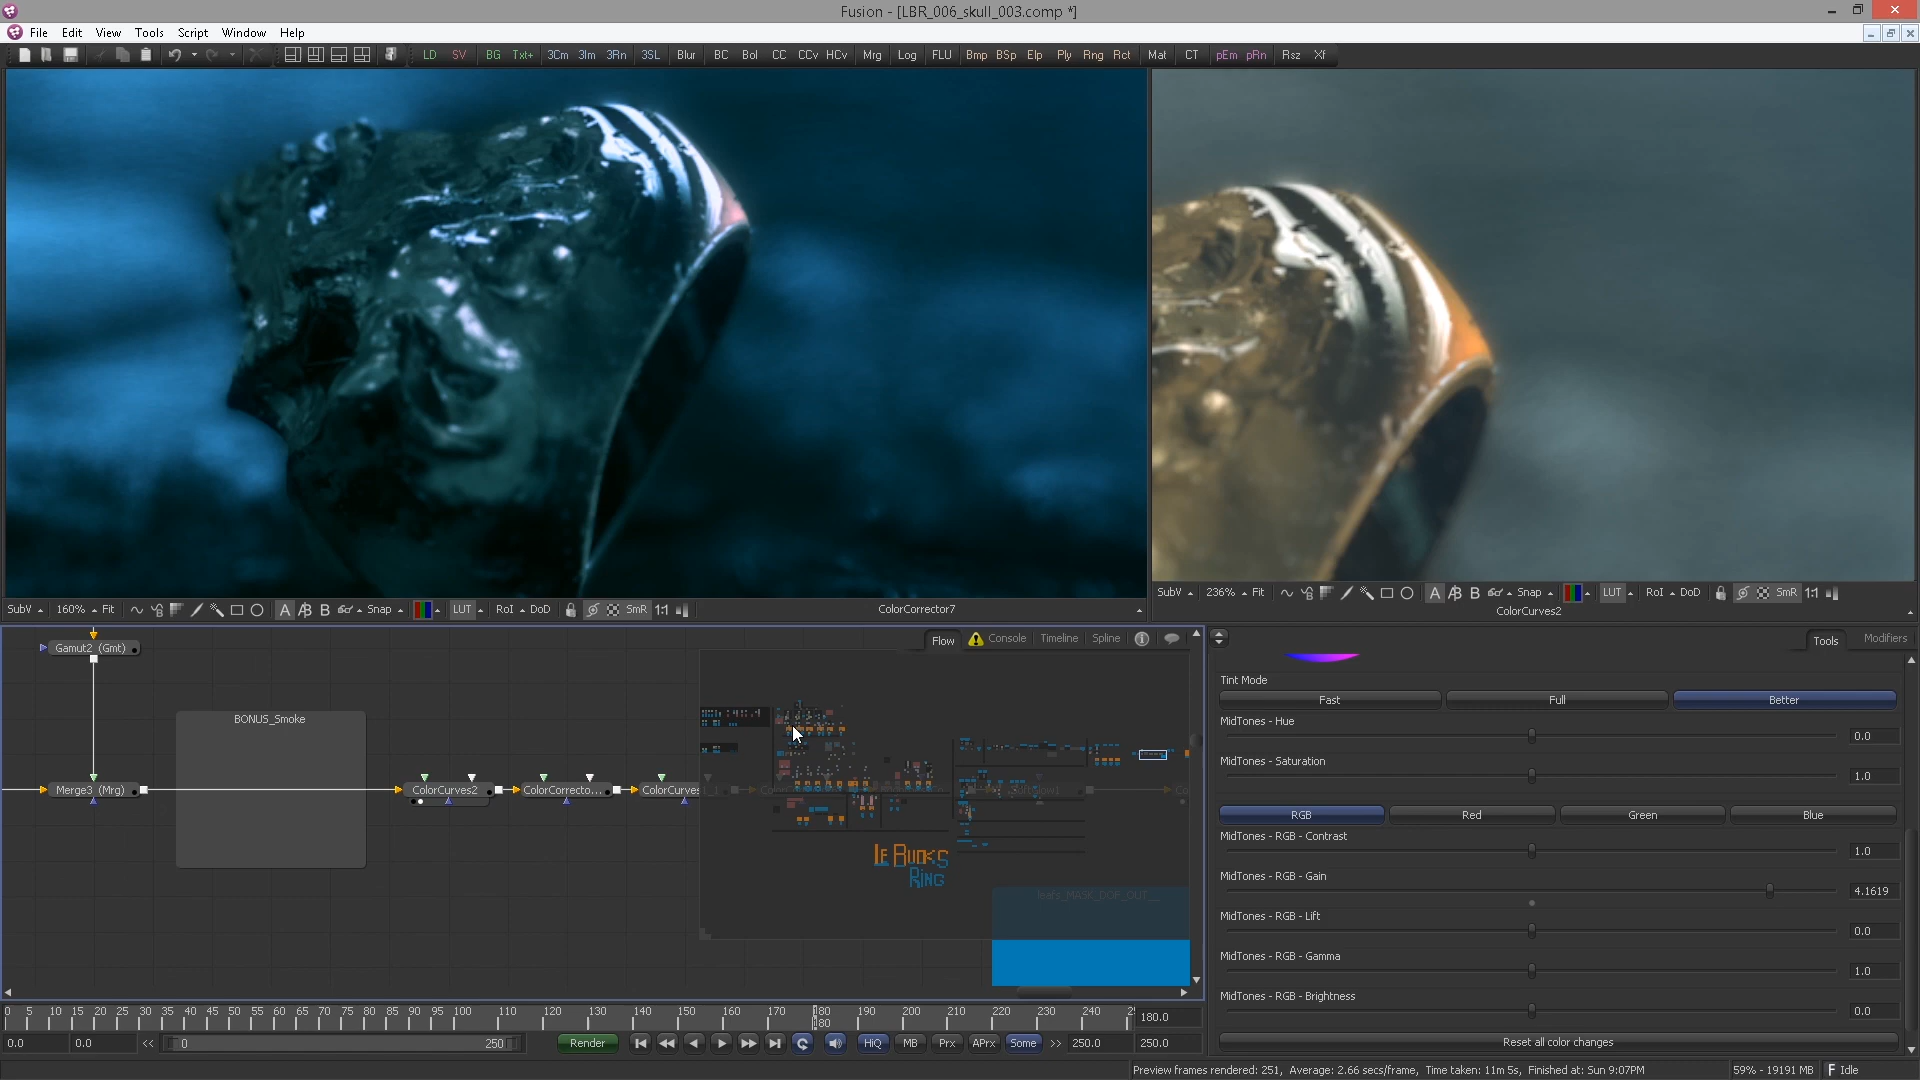 Fusion - [LBR_006_skull_003.comp *]
File Edit View Tools Script Window Help
LD SV BG Txt+ 3Cm 3Im 3Rn 3SL Blur BC Bol CC CCv HCv Mrg Log FLU Bmp BSp Elp Ply Rng Rct Mat CT pEm pRn Rsz Xf
SubV 160% Fit A B Snap LUT RoI DoD SmR 1:1 ColorCorrector7
SubV 236% Fit A B Snap LUT RoI DoD SmR 1:1
ColorCurves2
Flow Console Timeline Spline
Gamut2 (Gmt)
BONUS_Smoke
Merge3 (Mrg)
ColorCurves2
ColorCorrecto...
ColorCurves
Le Bucks
Ring
leafs_MASK_DOF_OUT_
Tools Modifiers
Tint Mode
Fast Full Better
MidTones - Hue
0.0
MidTones - Saturation
1.0
RGB Red Green Blue
MidTones - RGB - Contrast
1.0
MidTones - RGB - Gain
4.1619
MidTones - RGB - Lift
0.0
MidTones - RGB - Gamma
1.0
MidTones - RGB - Brightness
0.0
Reset all color changes
0 5 10 15 20 25 30 35 40 45 50 55 60 65 70 75 80 85 90 95 100 110 120 130 140 150 160 170 180 190 200 210 220 230 240
180
180.0
0.0 0.0 << 0 250 Render HiQ MB Prx APrx Some >> 250.0 250.0
Preview frames rendered: 251, Average: 2.66 secs/frame, Time taken: 11m 5s, Finished at: Sun 9:07PM
59% - 19191 MB
Idle